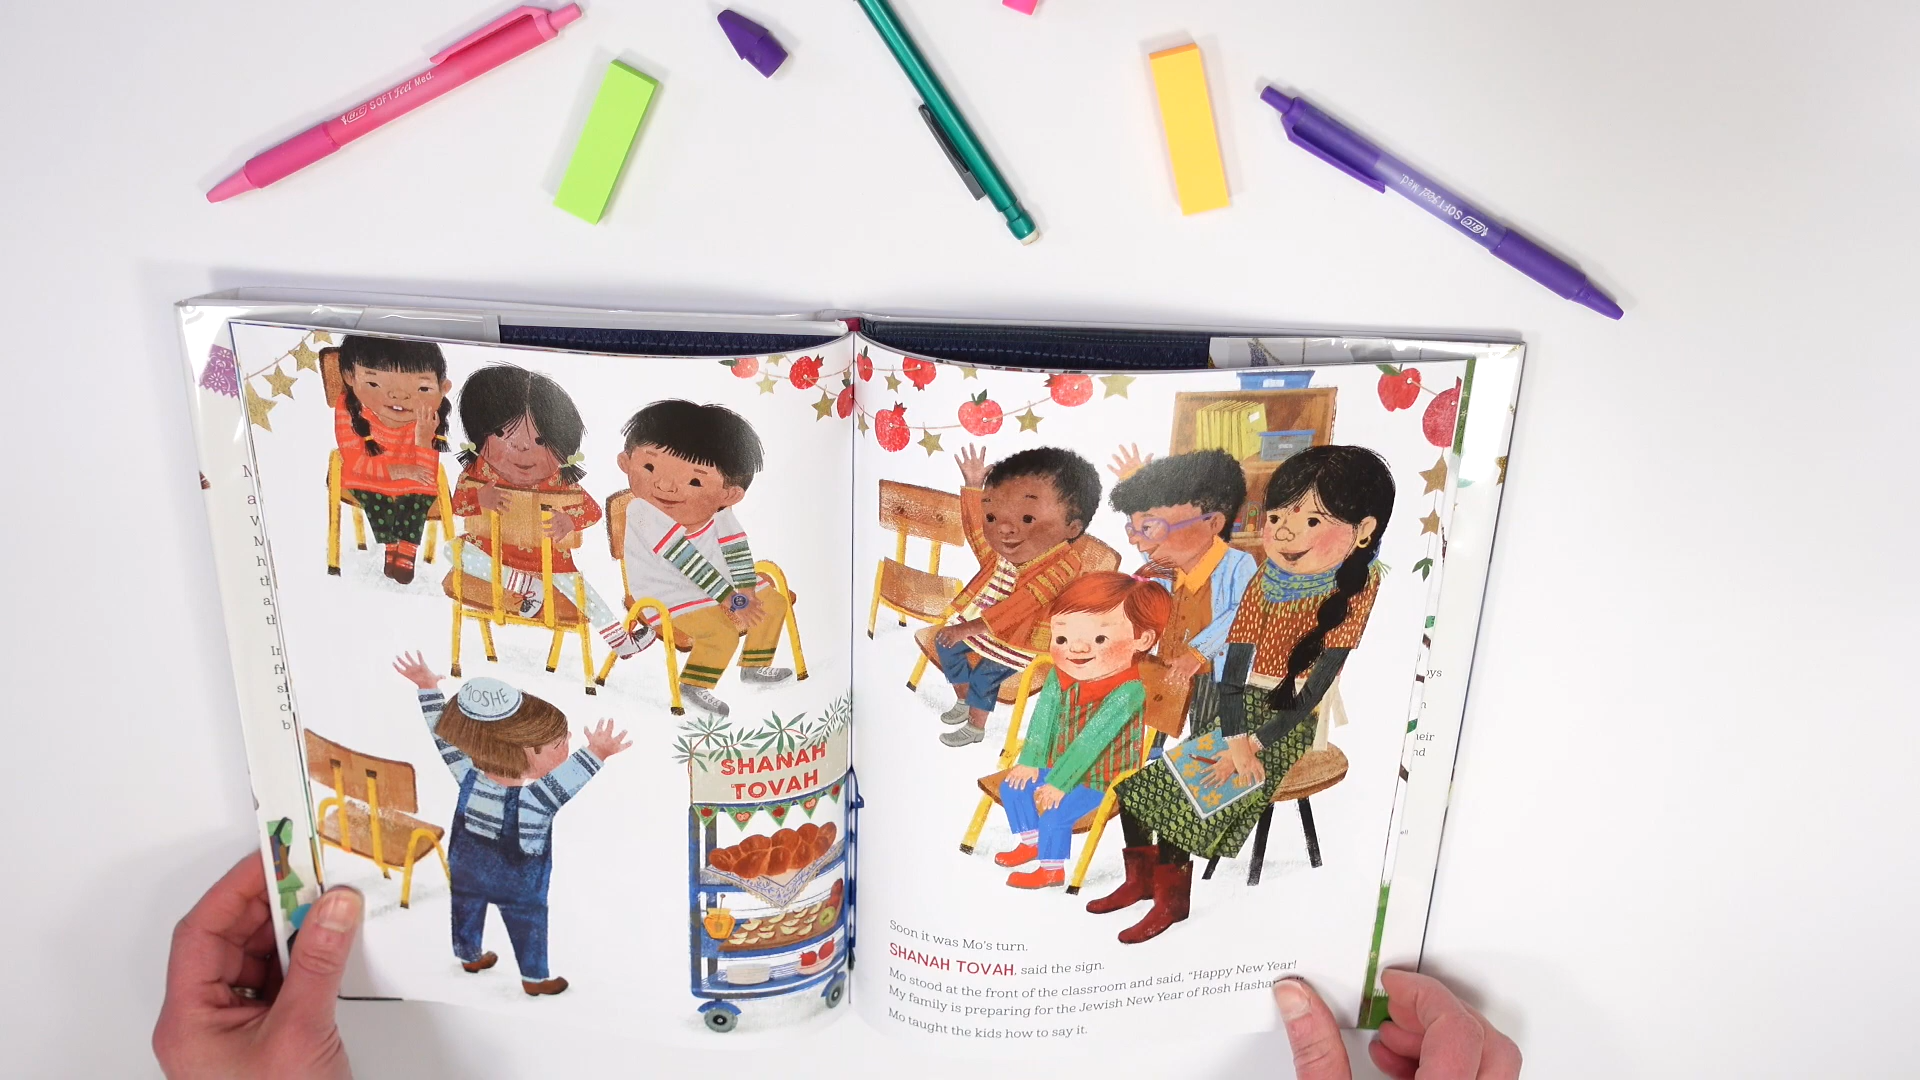 BIC SOFT Feel Med.
BIC SOFT Feel Med.
MOSHE
SHANAH
TOVAH
Soon it was Mo's turn.
SHANAH TOVAH, said the sign.
Mo stood at the front of the classroom and said, "Happy New Year!
My family is preparing for the Jewish New Year of Rosh
Mo taught the kids how to say it.